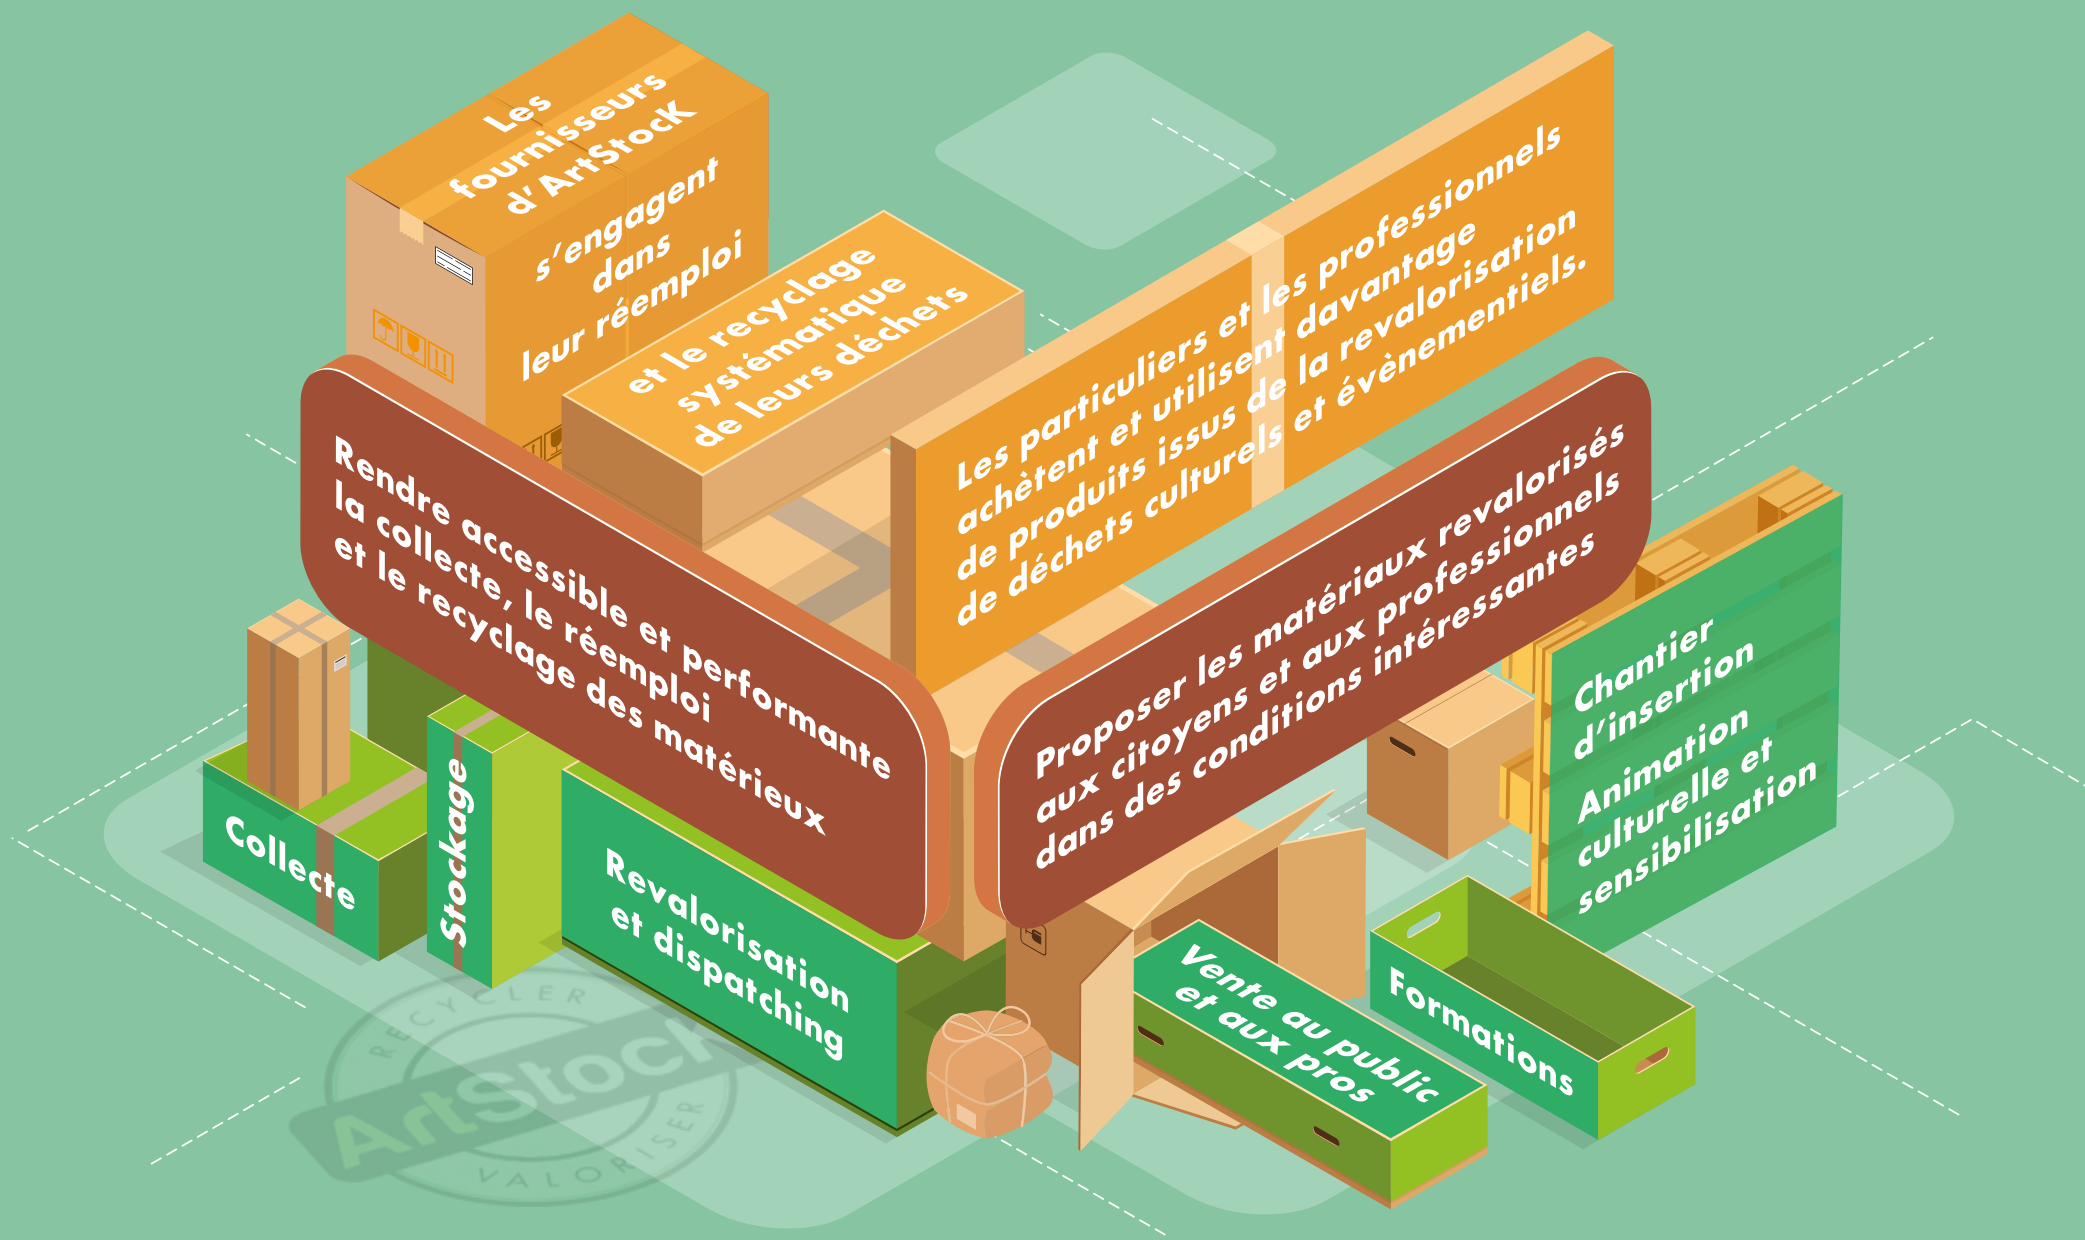 Les
fournisseurs
d'ArtStocK
s'engagent
dans
leur réemploi
et le recyclage
systématique
de leurs déchets
Les particuliers et les professionnels
achètent et utilisent davantage
de produits issus de la revalorisation
de déchets culturels et évènementiels.
Rendre accessible et performante
la collecte, le réemploi
et le recyclage des matérieux
Proposer les matériaux revalorisés
aux citoyens et aux professionnels
dans des conditions intéressantes
Collecte
Stockage
Revalorisation
et dispatching
Vente au public
et aux pros
Formations
Chantier
d'insertion
Animation
culturelle et
sensibilisation
RECYCLER
ArtStock
VALORISER